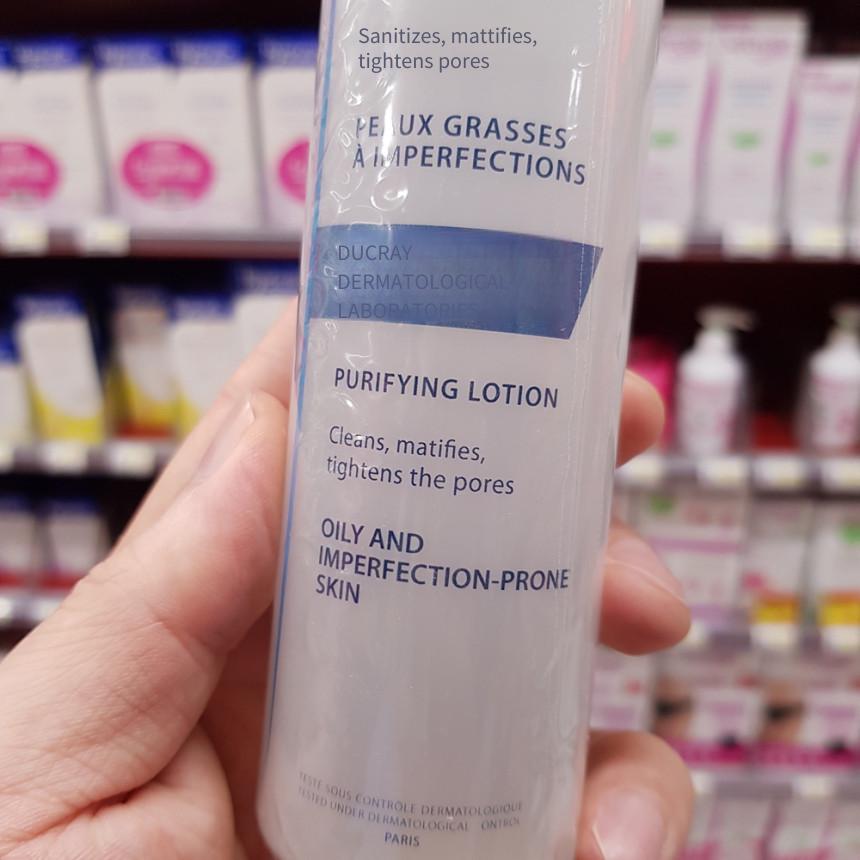 Sanitizes, mattifies,
tightens pores
PEAUX GRASSES
À IMPERFECTIONS
DUCRAY
DERMATOLOGICAL
LABORATORIES
PURIFYING LOTION
Cleans, matifies,
tightens the pores
OILY AND
IMPERFECTION-PRONE
SKIN
TESTÉ SOUS CONTRÔLE DERMATOLOGIQUE
TESTED UNDER DERMATOLOGICAL ONTROL
PARIS